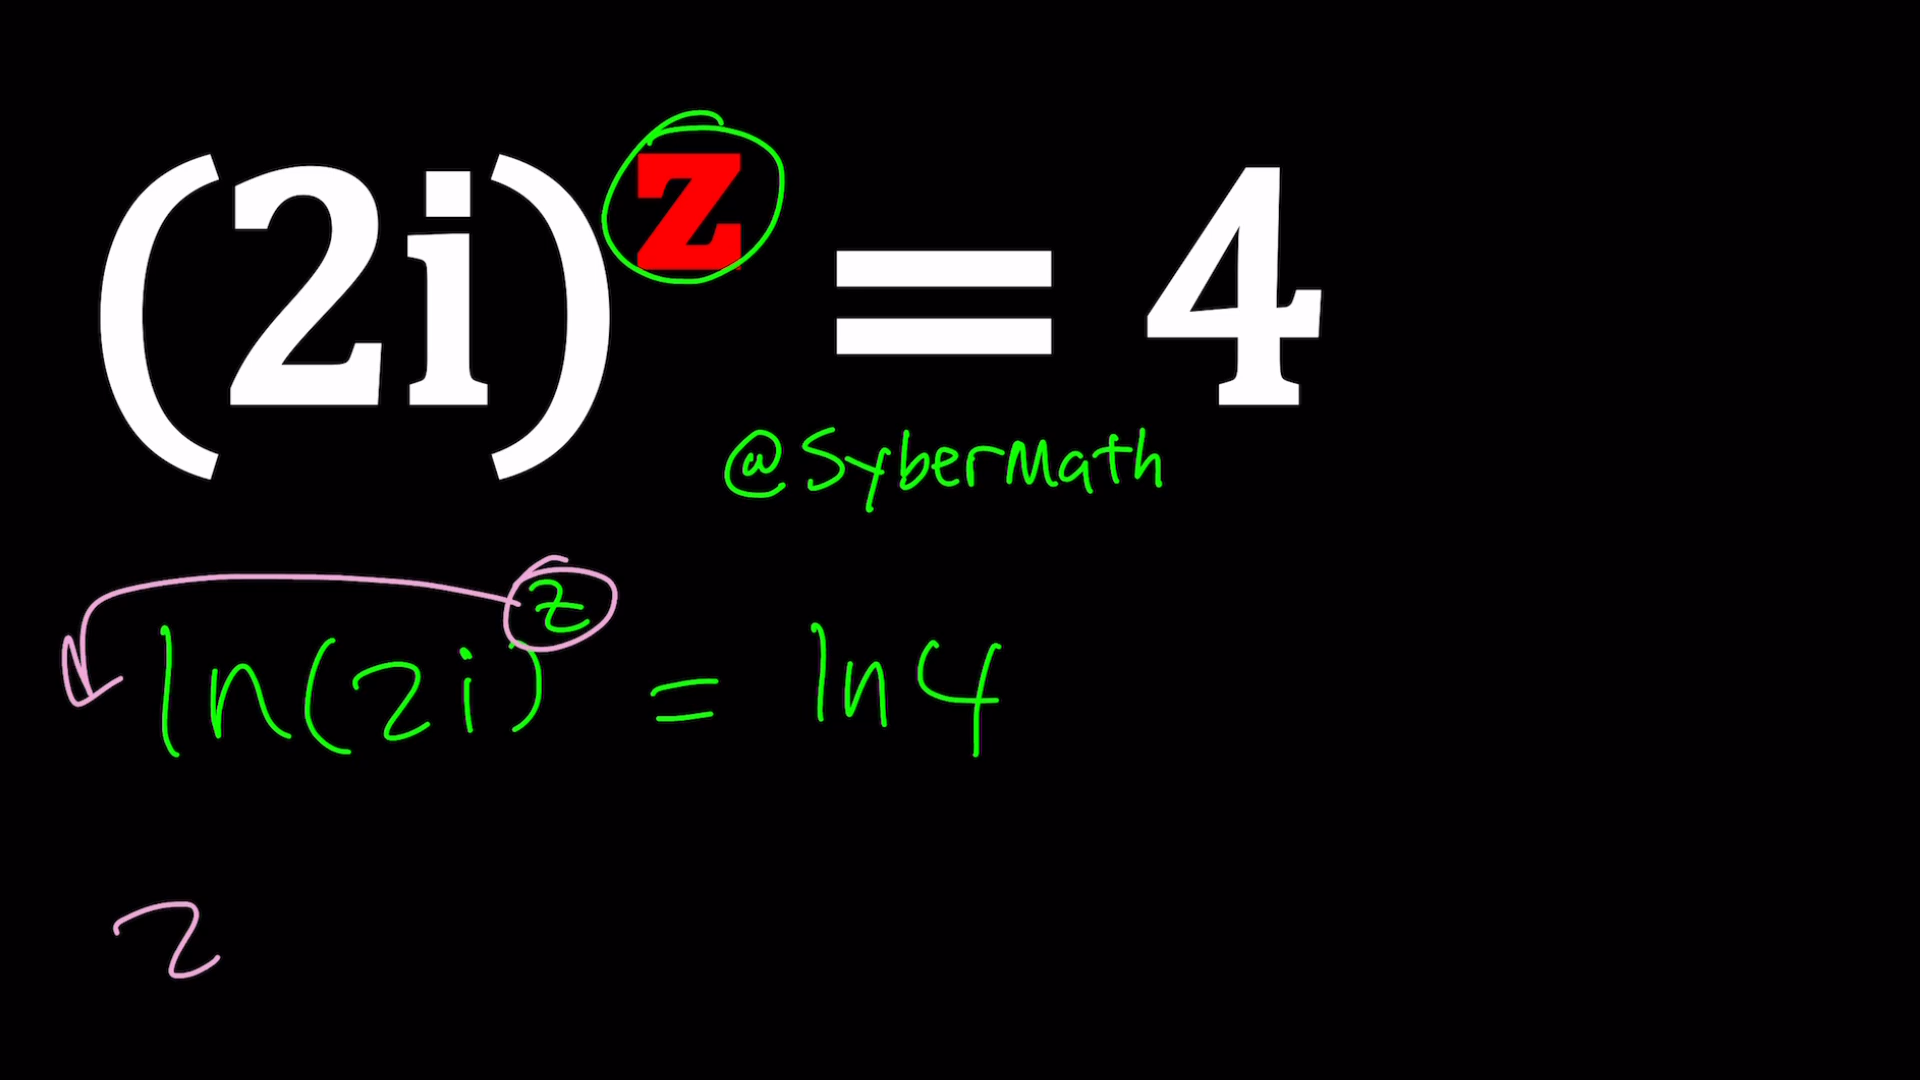 (2i)^z = 4
@SyberMath
ln(2i)^z = ln4
z